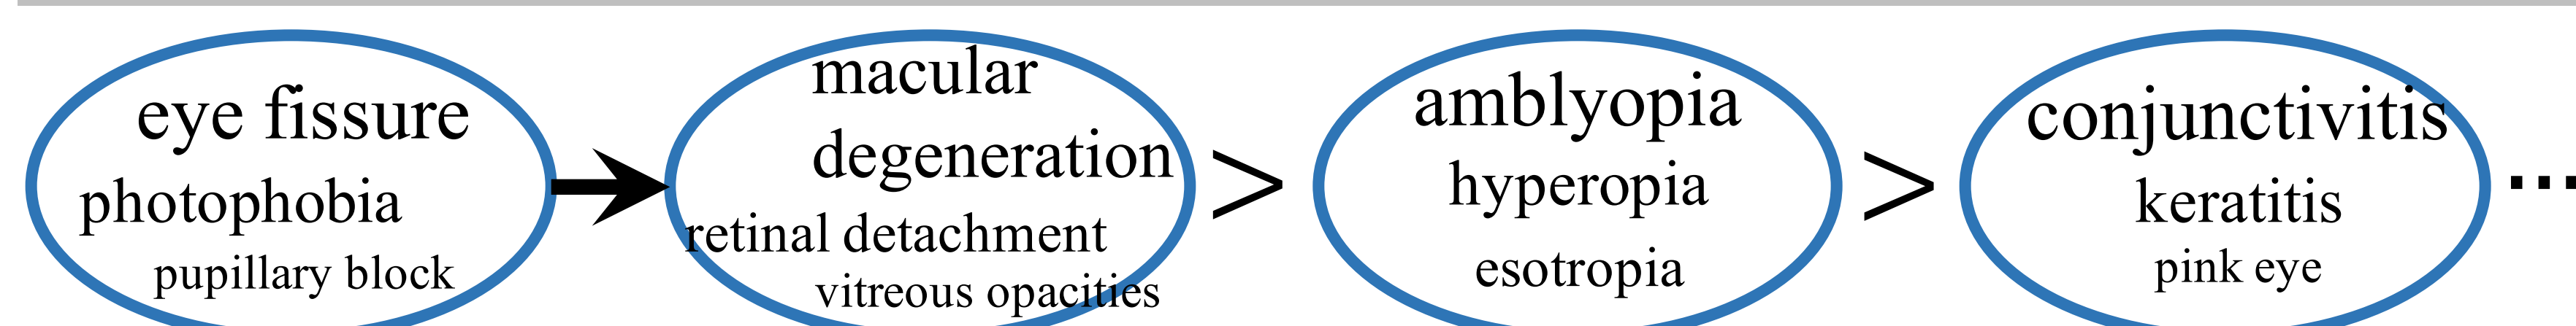 eye fissure
photophobia
pupillary block
macular
degeneration
retinal detachment
vitreous opacities
>
amblyopia
hyperopia
esotropia
>
conjunctivitis
keratitis
pink eye
...